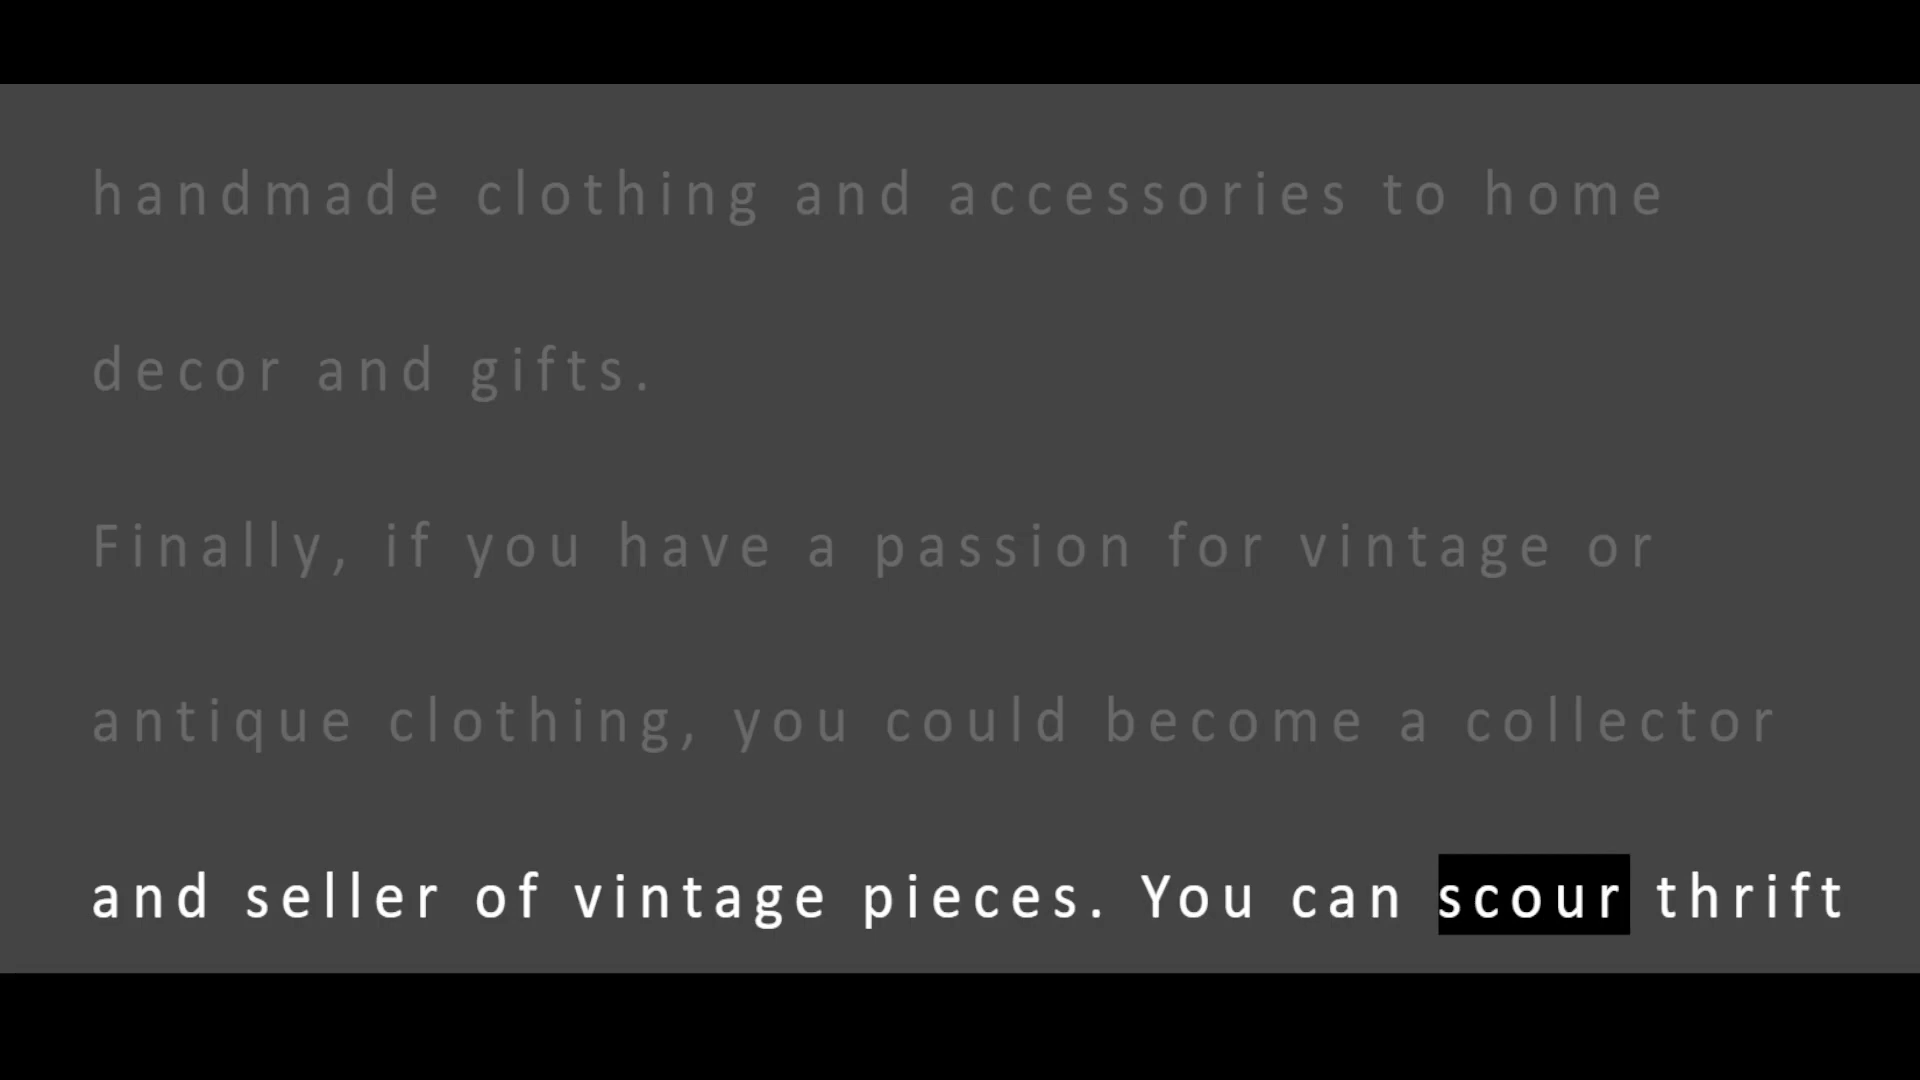 handmade clothing and accessories to home
decor and gifts.
Finally, if you have a passion for vintage or
antique clothing, you could become a collector
and seller of vintage pieces. You can scour thrift